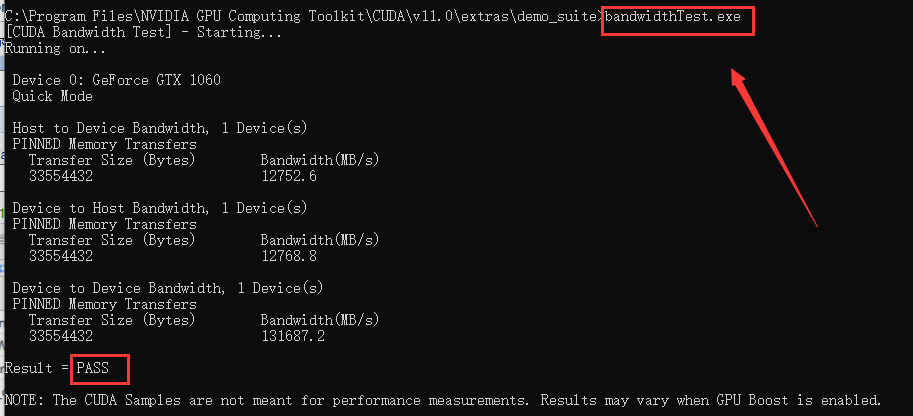 C:\Program Files\NVIDIA GPU Computing Toolkit\CUDA\v11.0\extras\demo_suite>bandwidthTest.exe
[CUDA Bandwidth Test] - Starting...
Running on...
Device 0: GeForce GTX 1060
Quick Mode
Host to Device Bandwidth, 1 Device(s)
PINNED Memory Transfers
Transfer Size (Bytes) Bandwidth(MB/s)
33554432 12752.6
Device to Host Bandwidth, 1 Device(s)
PINNED Memory Transfers
Transfer Size (Bytes) Bandwidth(MB/s)
33554432 12768.8
Device to Device Bandwidth, 1 Device(s)
PINNED Memory Transfers
Transfer Size (Bytes) Bandwidth(MB/s)
33554432 131687.2
Result = PASS
NOTE: The CUDA Samples are not meant for performance measurements. Results may vary when GPU Boost is enabled.